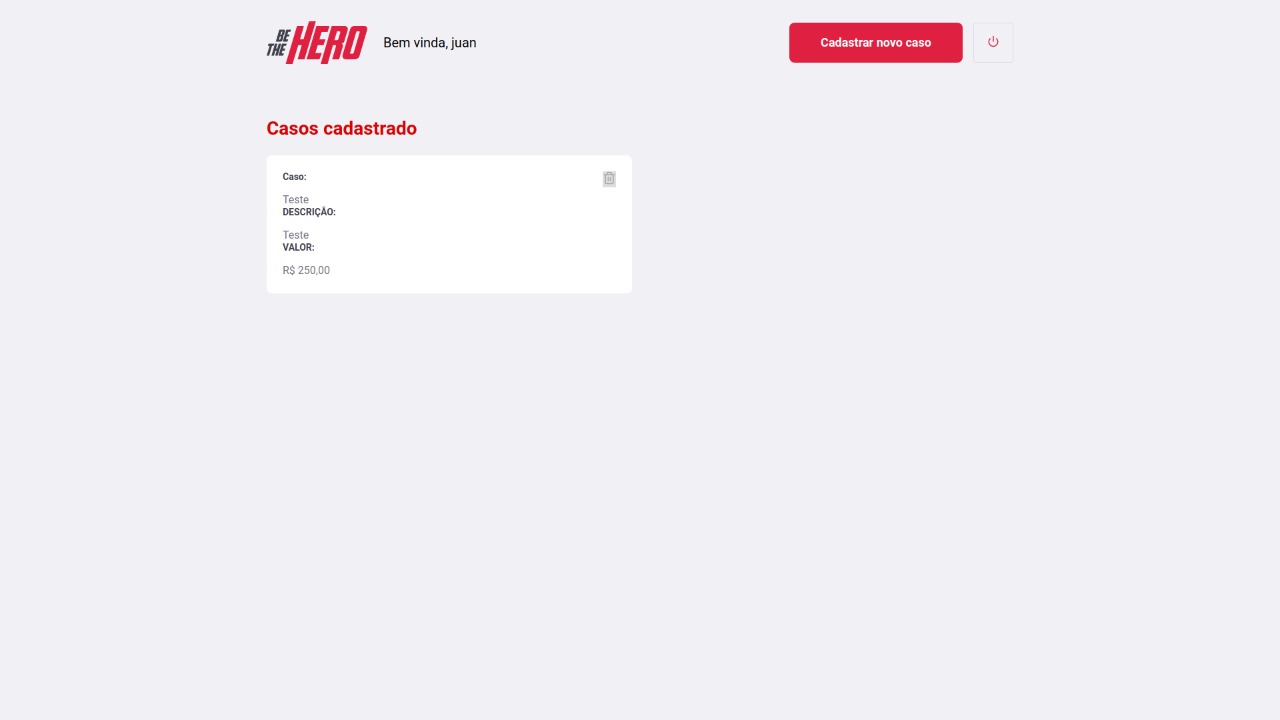 BE THE HERO
Bem vinda, juan
Cadastrar novo caso
Casos cadastrado
Caso:
Teste
DESCRIÇÃO:
Teste
VALOR:
R$ 250,00